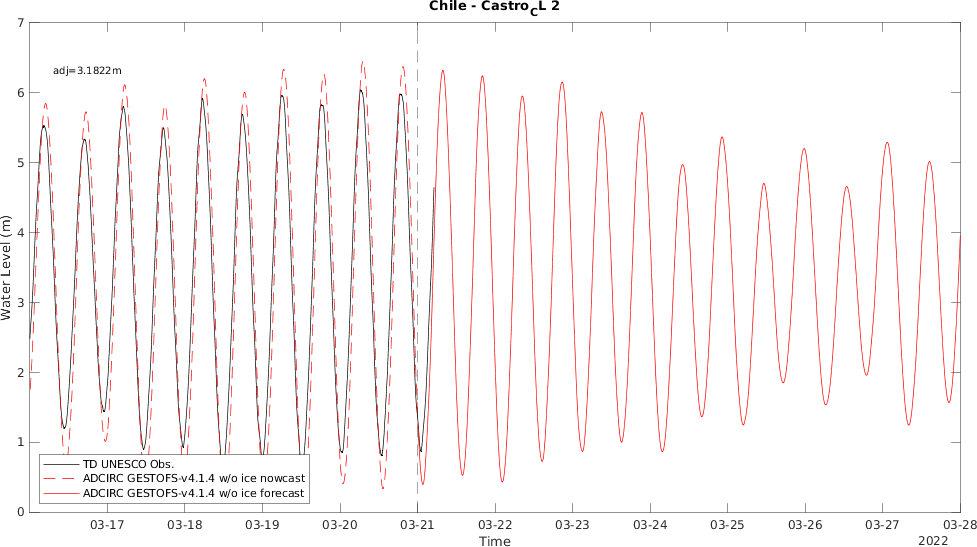 Chile - Castro_CL 2
7
adj=3.1822m
6
5
4
Water Level (m)
3
2
1
TD UNESCO Obs.
ADCIRC GESTOFS-v4.1.4 w/o ice nowcast
ADCIRC GESTOFS-v4.1.4 w/o ice forecast
0
03-17 03-18 03-19 03-20 03-21 03-22 03-23 03-24 03-25 03-26 03-27 03-28
Time
2022